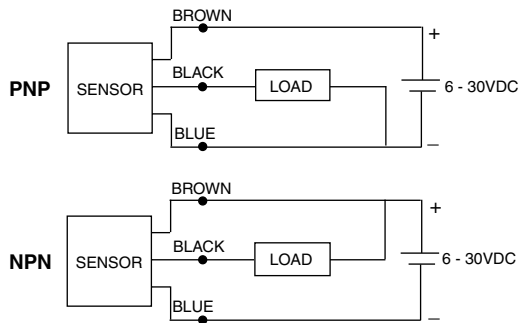 BROWN
+
BLACK
PNP
SENSOR
LOAD
6 - 30VDC
BLUE
–
BROWN
+
BLACK
NPN
SENSOR
LOAD
6 - 30VDC
BLUE
–